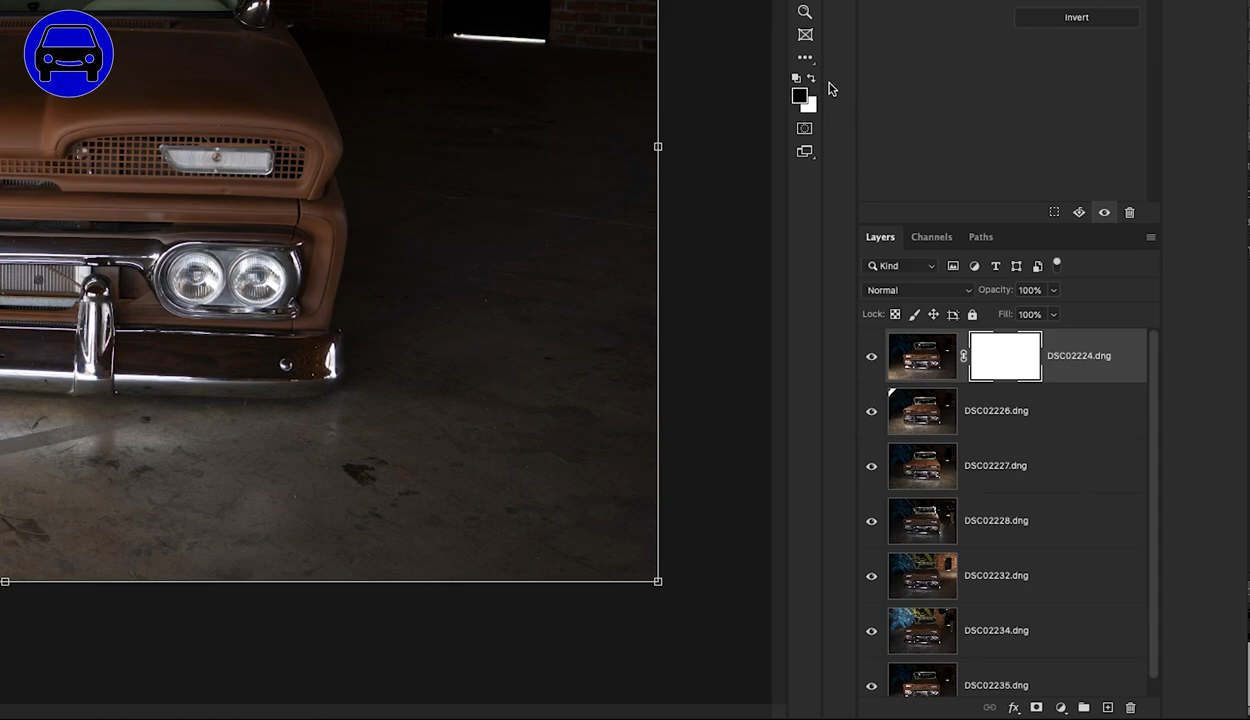 Invert
Layers Channels Paths
Kind
Normal Opacity: 100%
Lock: Fill: 100%
DSC02224.dng
DSC02226.dng
DSC02227.dng
DSC02228.dng
DSC02232.dng
DSC02234.dng
DSC02235.dng
fx